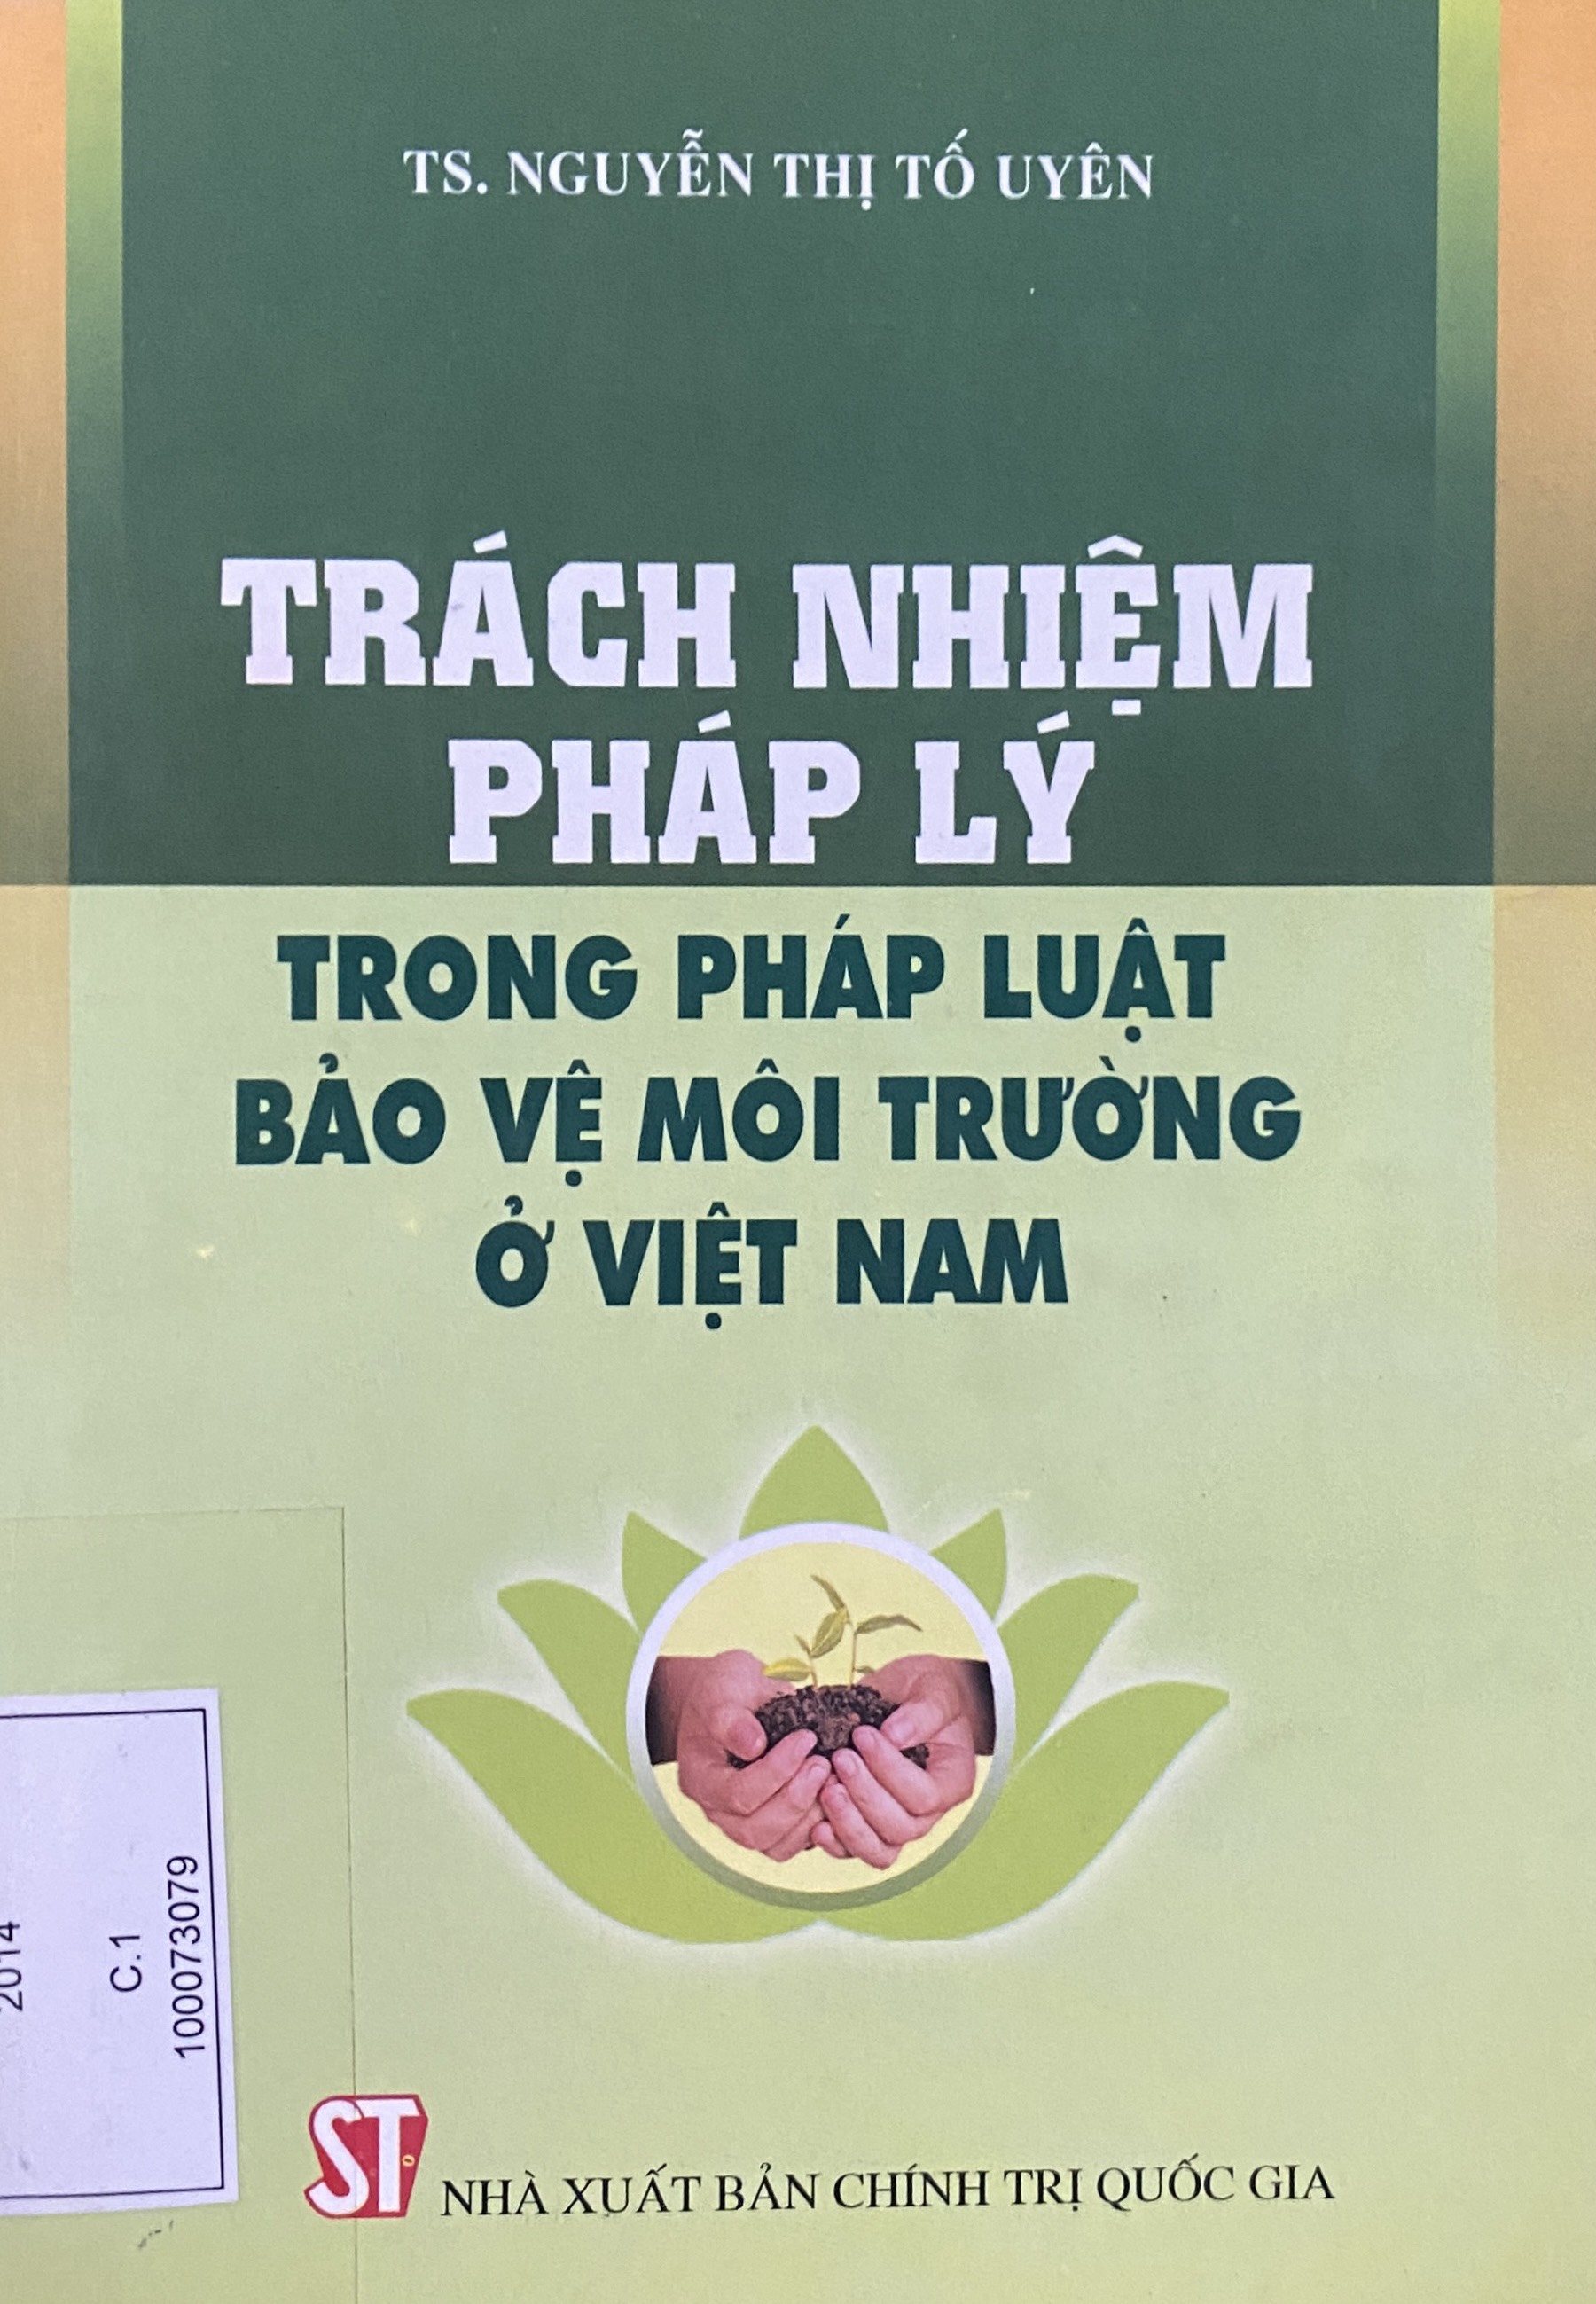 TS. NGUYỄN THỊ TỐ UYÊN
TRÁCH NHIỆM
PHÁP LÝ
TRONG PHÁP LUẬT
BẢO VỆ MÔI TRƯỜNG
Ở VIỆT NAM
2014
C.1
100073079
ST
NHÀ XUẤT BẢN CHÍNH TRỊ QUỐC GIA